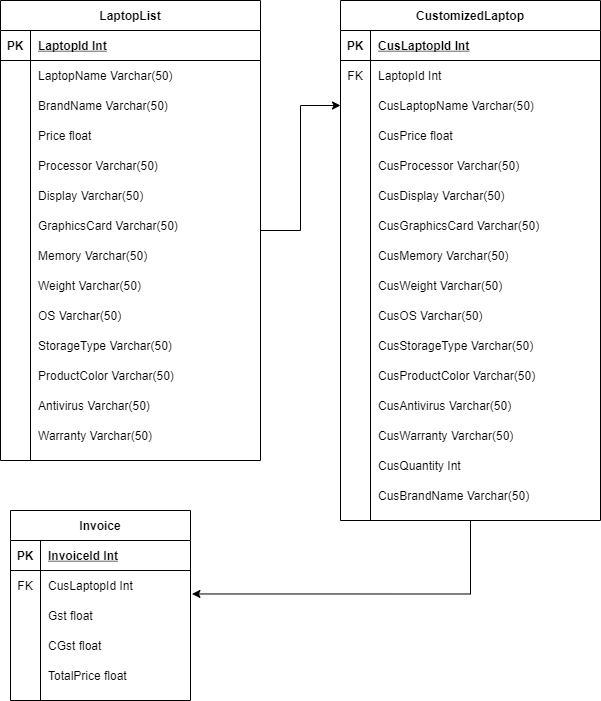 LaptopList
PK LaptopId Int
LaptopName Varchar(50)
BrandName Varchar(50)
Price float
Processor Varchar(50)
Display Varchar(50)
GraphicsCard Varchar(50)
Memory Varchar(50)
Weight Varchar(50)
OS Varchar(50)
StorageType Varchar(50)
ProductColor Varchar(50)
Antivirus Varchar(50)
Warranty Varchar(50)
CustomizedLaptop
PK CusLaptopId Int
FK LaptopId Int
CusLaptopName Varchar(50)
CusPrice float
CusProcessor Varchar(50)
CusDisplay Varchar(50)
CusGraphicsCard Varchar(50)
CusMemory Varchar(50)
CusWeight Varchar(50)
CusOS Varchar(50)
CusStorageType Varchar(50)
CusProductColor Varchar(50)
CusAntivirus Varchar(50)
CusWarranty Varchar(50)
CusQuantity Int
CusBrandName Varchar(50)
Invoice
PK InvoiceId Int
FK CusLaptopId Int
Gst float
CGst float
TotalPrice float